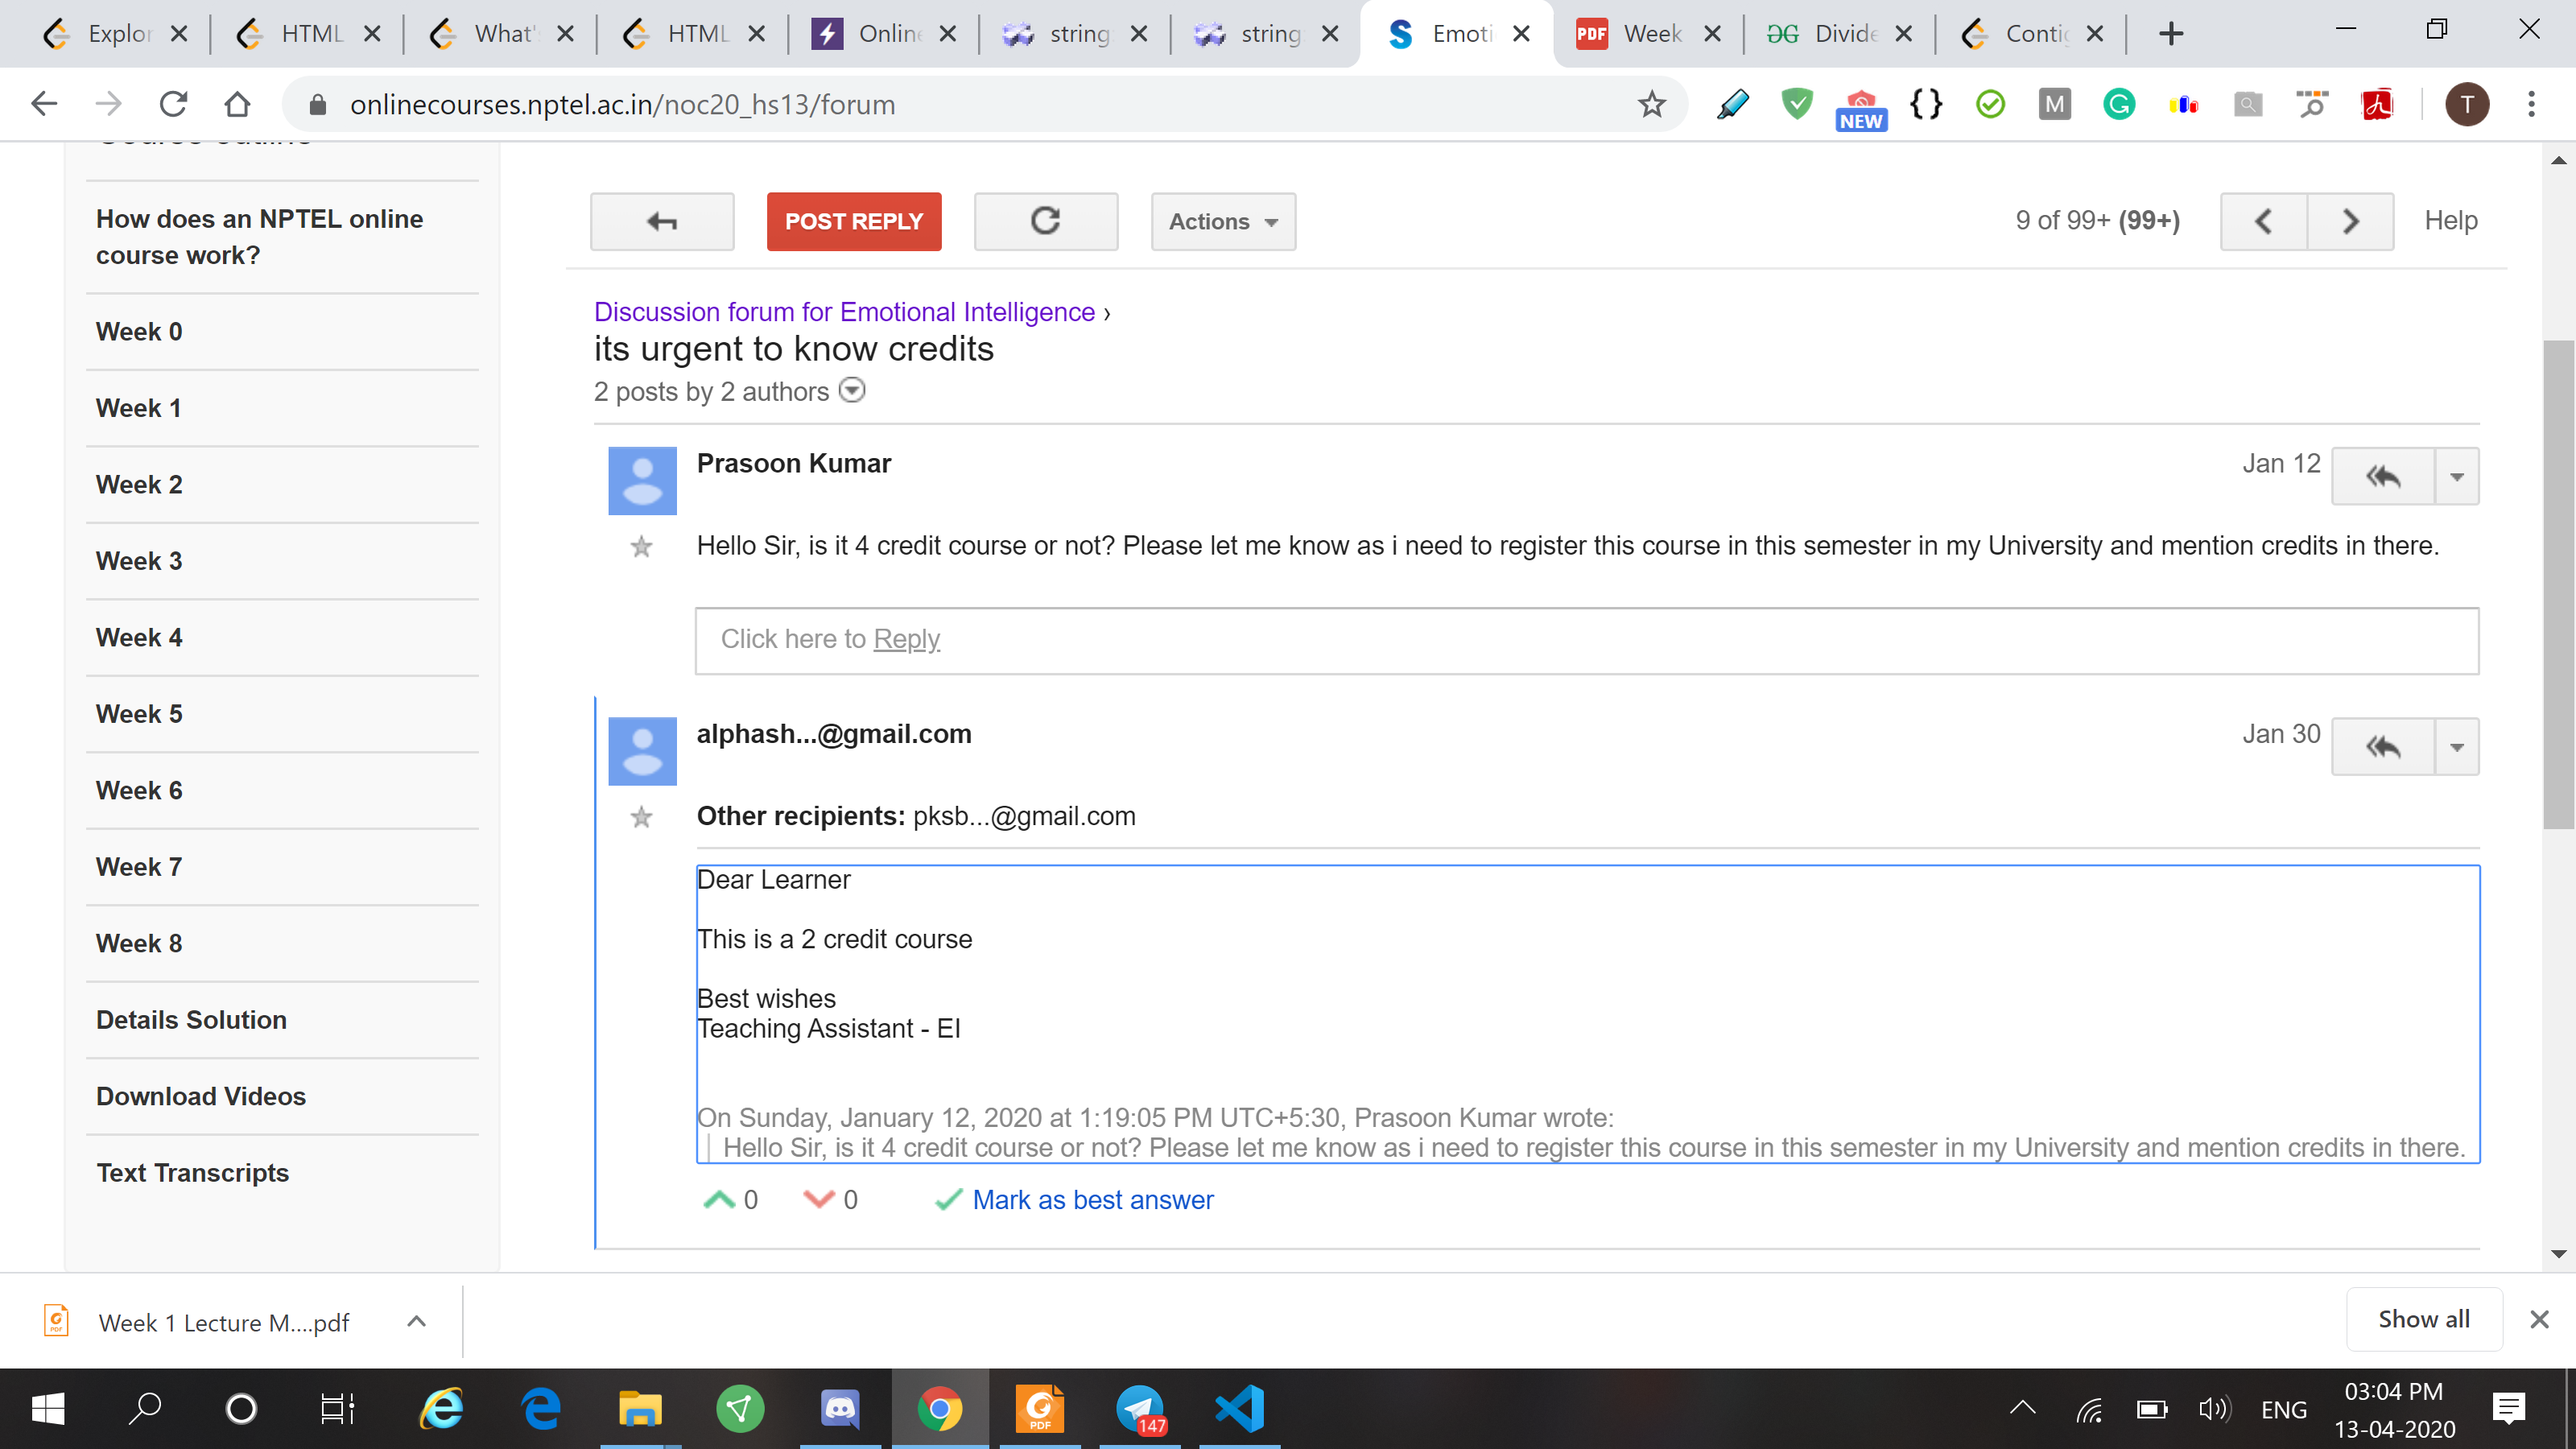 Explor
HTML
What'
HTML
Online
string
string
Emoti
PDF Week
Divide
Contig
onlinecourses.nptel.ac.in/noc20_hs13/forum
NEW
M
T
How does an NPTEL online
course work?
Week 0
Week 1
Week 2
Week 3
Week 4
Week 5
Week 6
Week 7
Week 8
Details Solution
Download Videos
Text Transcripts
POST REPLY
Actions
9 of 99+ (99+)
Help
Discussion forum for Emotional Intelligence ›
its urgent to know credits
2 posts by 2 authors
Prasoon Kumar
Jan 12
Hello Sir, is it 4 credit course or not? Please let me know as i need to register this course in this semester in my University and mention credits in there.
Click here to Reply
alphash...@gmail.com
Jan 30
Other recipients: pksb...@gmail.com
Dear Learner
This is a 2 credit course
Best wishes
Teaching Assistant - EI
On Sunday, January 12, 2020 at 1:19:05 PM UTC+5:30, Prasoon Kumar wrote:
Hello Sir, is it 4 credit course or not? Please let me know as i need to register this course in this semester in my University and mention credits in there.
0
0
Mark as best answer
Week 1 Lecture M....pdf
Show all
PDF
147
ENG
03:04 PM
13-04-2020